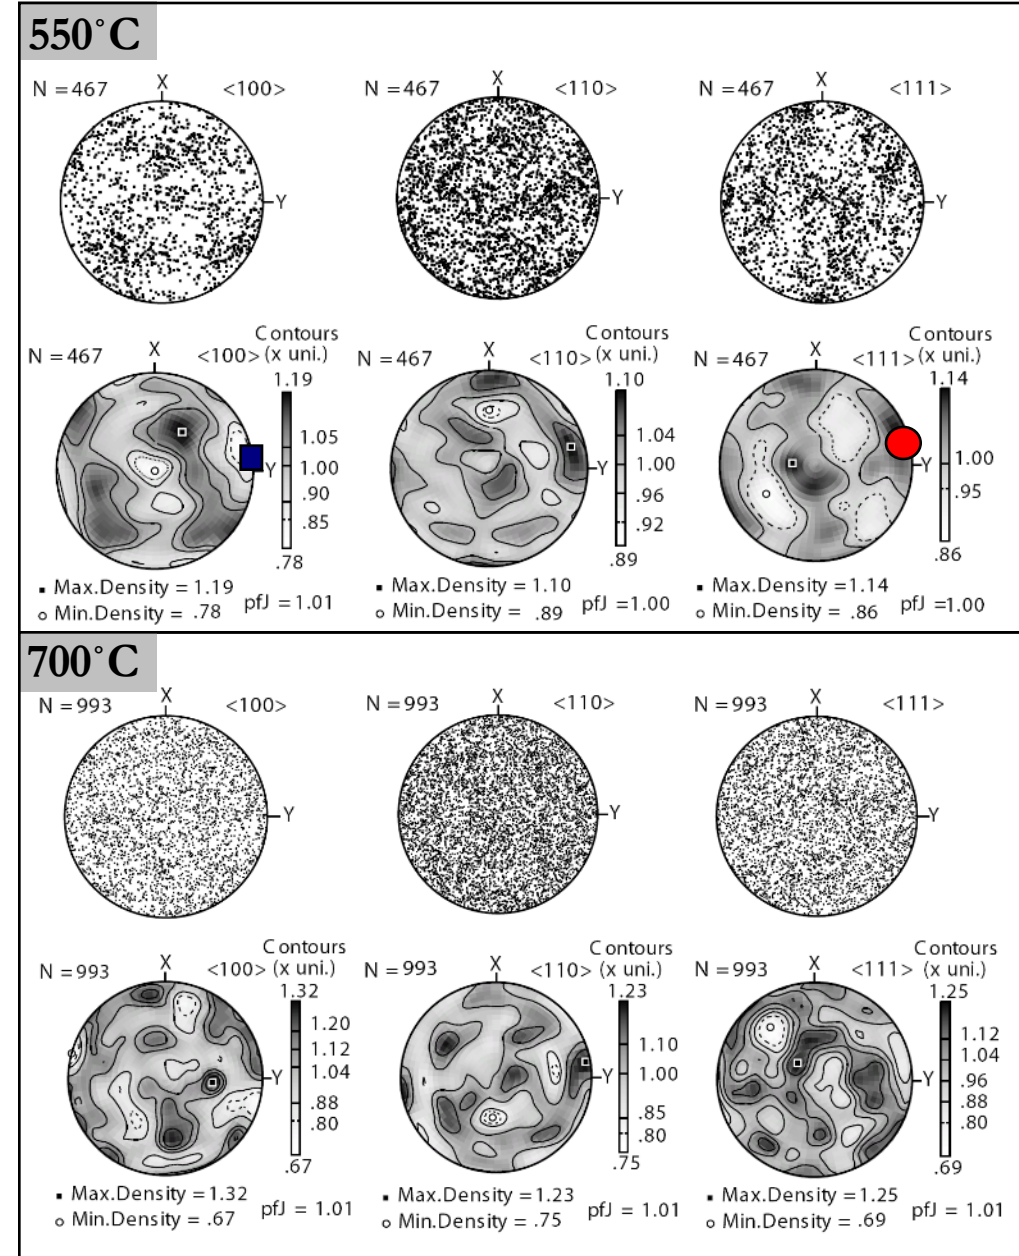 550°C
N = 467 X <100>
Y
N = 467 X <110>
Y
N = 467 X <111>
Y
N = 467 X <100> Contours (x uni.)
1.19
1.05
1.00
.90
.85
.78
Y
Max.Density = 1.19
Min.Density = .78
pfJ = 1.01
N = 467 X <110> Contours (x uni.)
1.10
1.04
1.00
.96
.92
.89
Y
Max.Density = 1.10
Min.Density = .89
pfJ =1.00
N = 467 X <111> Contours (x uni.)
1.14
1.00
.95
.86
Y
Max.Density =1.14
Min.Density = .86
pfJ =1.00
700°C
N = 993 X <100>
Y
N = 993 X <110>
Y
N = 993 X <111>
Y
N = 993 X <100> Contours (x uni.)
1.32
1.20
1.12
1.04
.88
.80
.67
Y
Max.Density =1.32
Min.Density = .67
pfJ = 1.01
N = 993 X <110> Contours (x uni.)
1.23
1.10
1.00
.85
.80
.75
Y
Max.Density =1.23
Min.Density = .75
pfJ = 1.01
N = 993 X <111> Contours (x uni.)
1.25
1.12
1.04
.96
.88
.80
.69
Y
Max.Density =1.25
Min.Density = .69
pfJ = 1.01